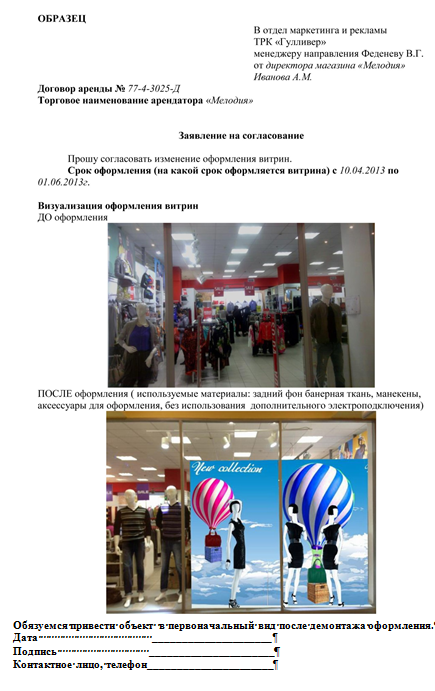 ОБРАЗЕЦ
В отдел маркетинга и рекламы
ТРК «Гулливер»
менеджеру направления Феденеву В.Г.
от директора магазина «Мелодия»
Иванова А.М.
Договор аренды № 77-4-3025-Д
Торговое наименование арендатора «Мелодия»
Заявление на согласование
Прошу согласовать изменение оформления витрин.
Срок оформления (на какой срок оформляется витрина) с 10.04.2013 по
01.06.2013г.
Визуализация оформления витрин
ДО оформления
SALE
ПОСЛЕ оформления ( используемые материалы: задний фон банерная ткань, манекены,
аксессуары для оформления, без использования дополнительного электроподключения)
New collection
Обязуемся привести объект в первоначальный вид после демонтажа оформления.
Дата
Подпись
Контактное лицо, телефон